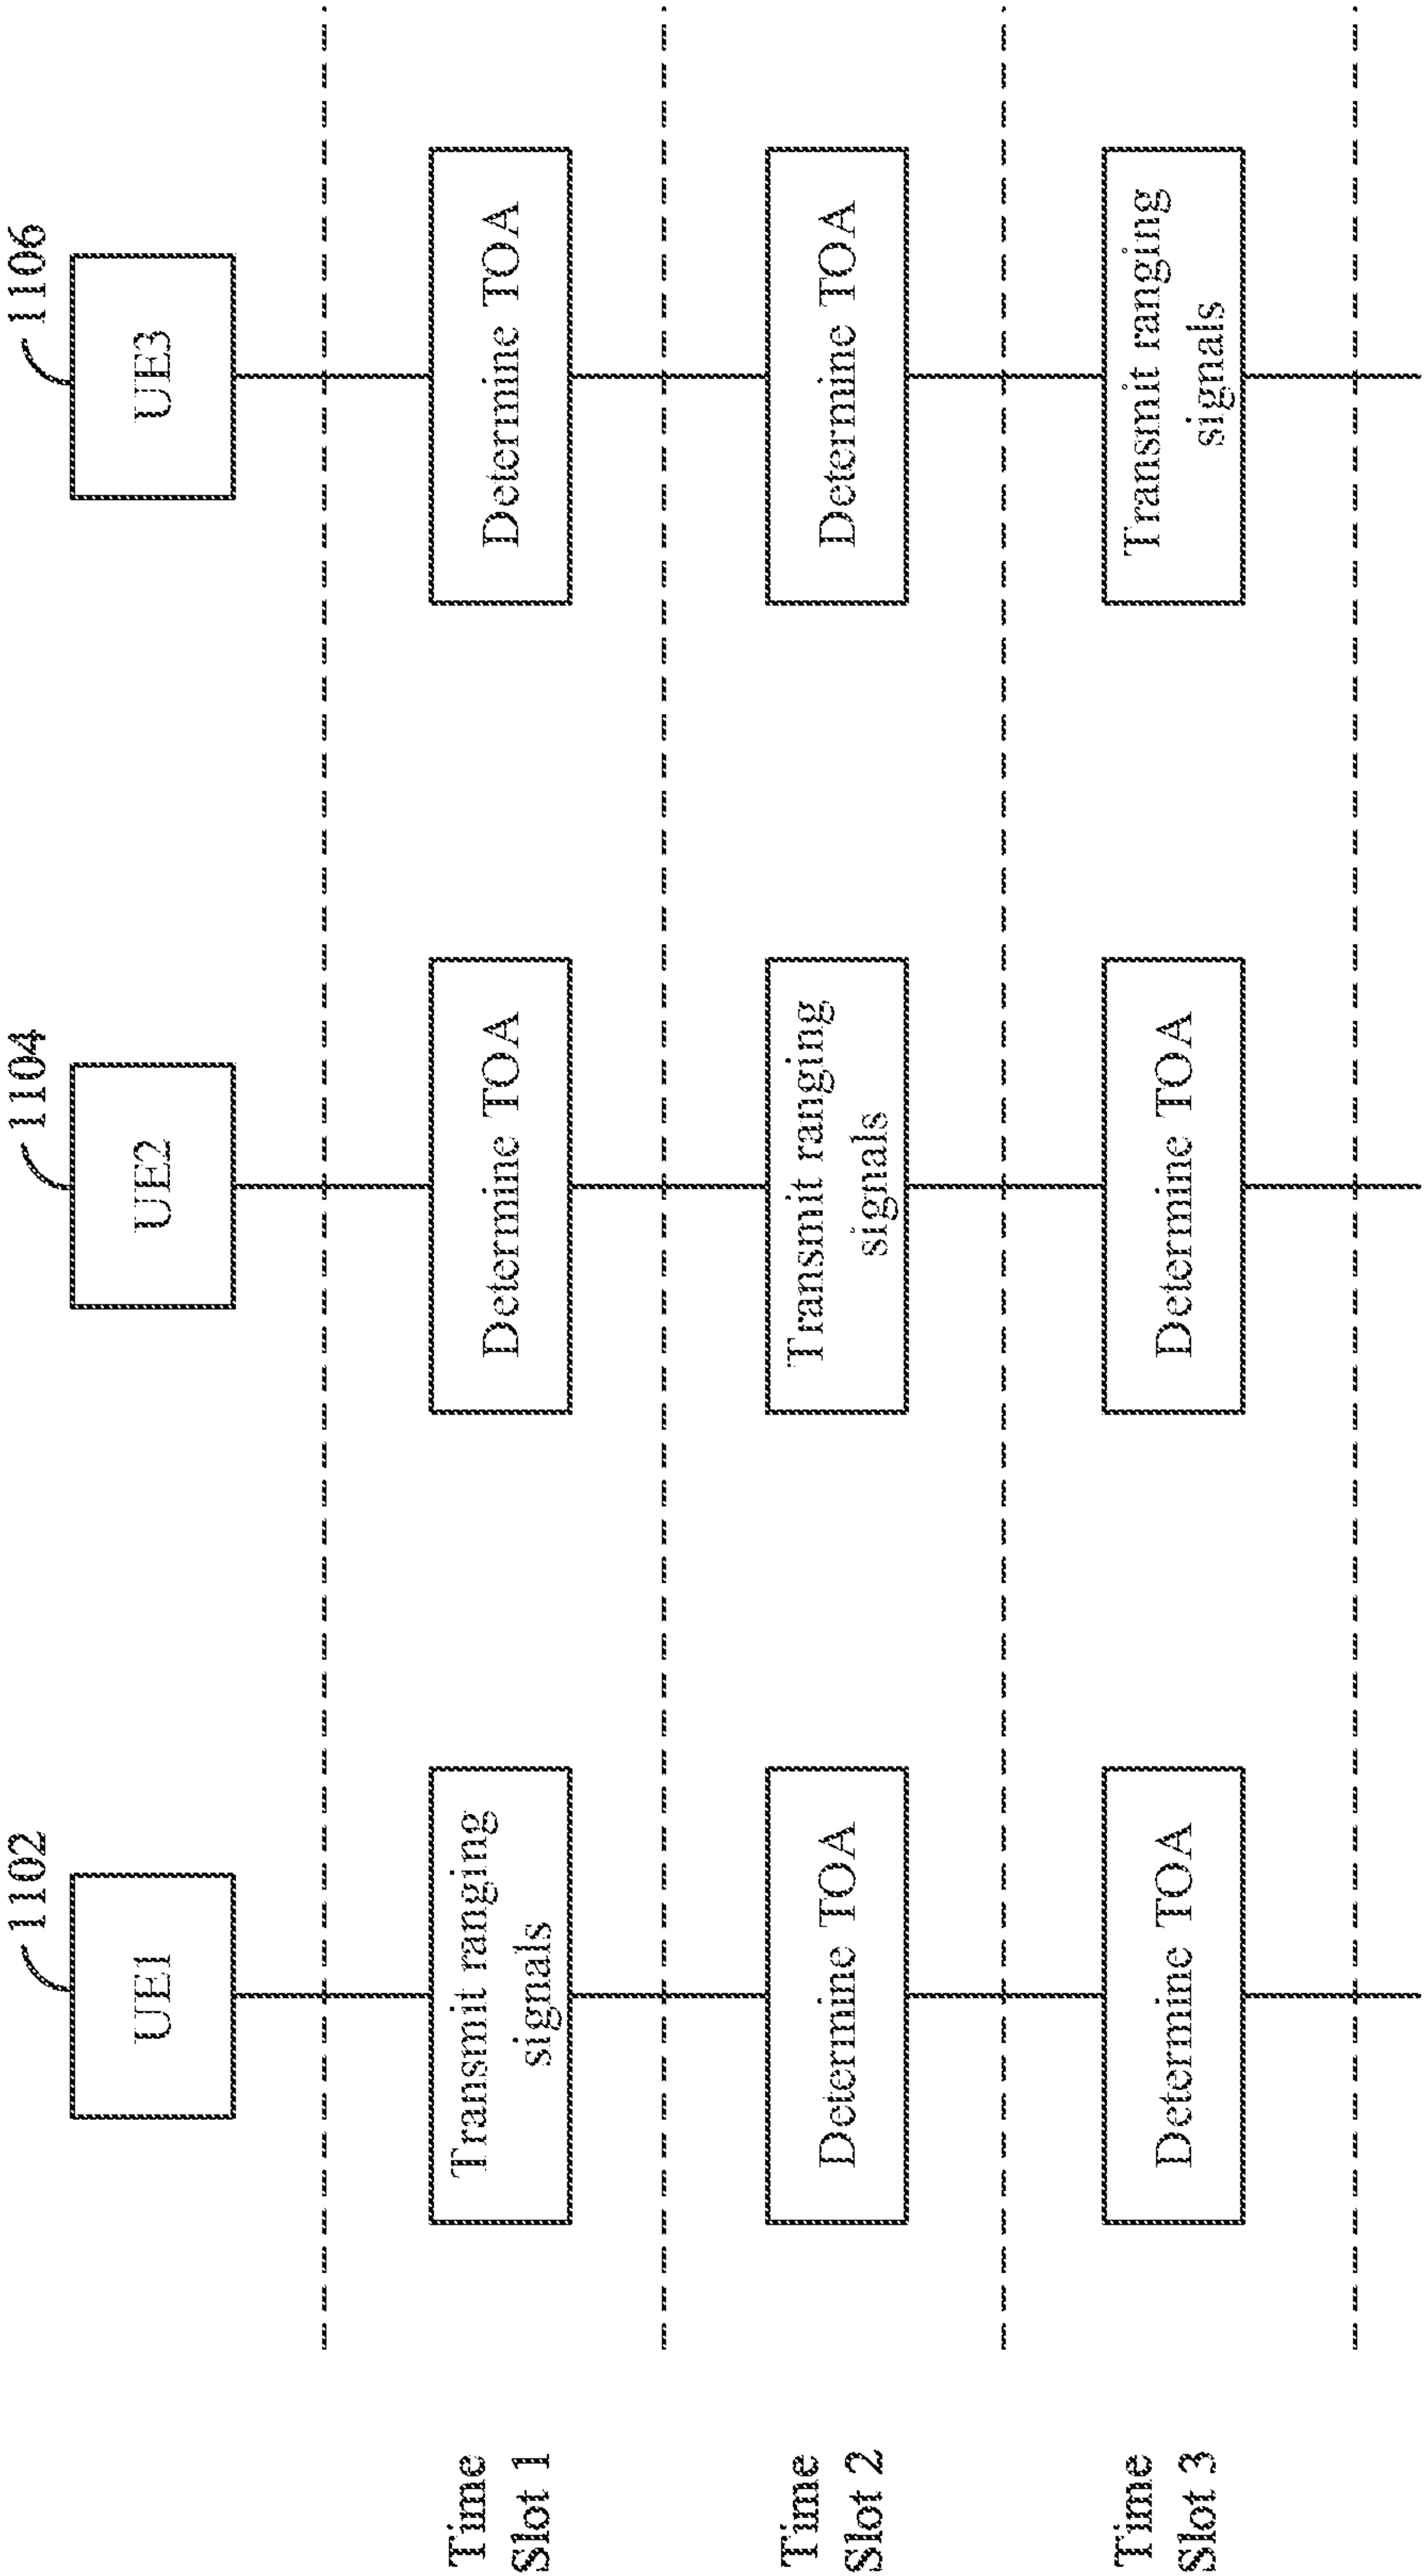 1102
1104
1106
UE1
UE2
UE3
Time
Slot 1
Transmit ranging
signals
Determine TOA
Determine TOA
Time
Slot 2
Determine TOA
Transmit ranging
signals
Determine TOA
Time
Slot 3
Determine TOA
Determine TOA
Transmit ranging
signals